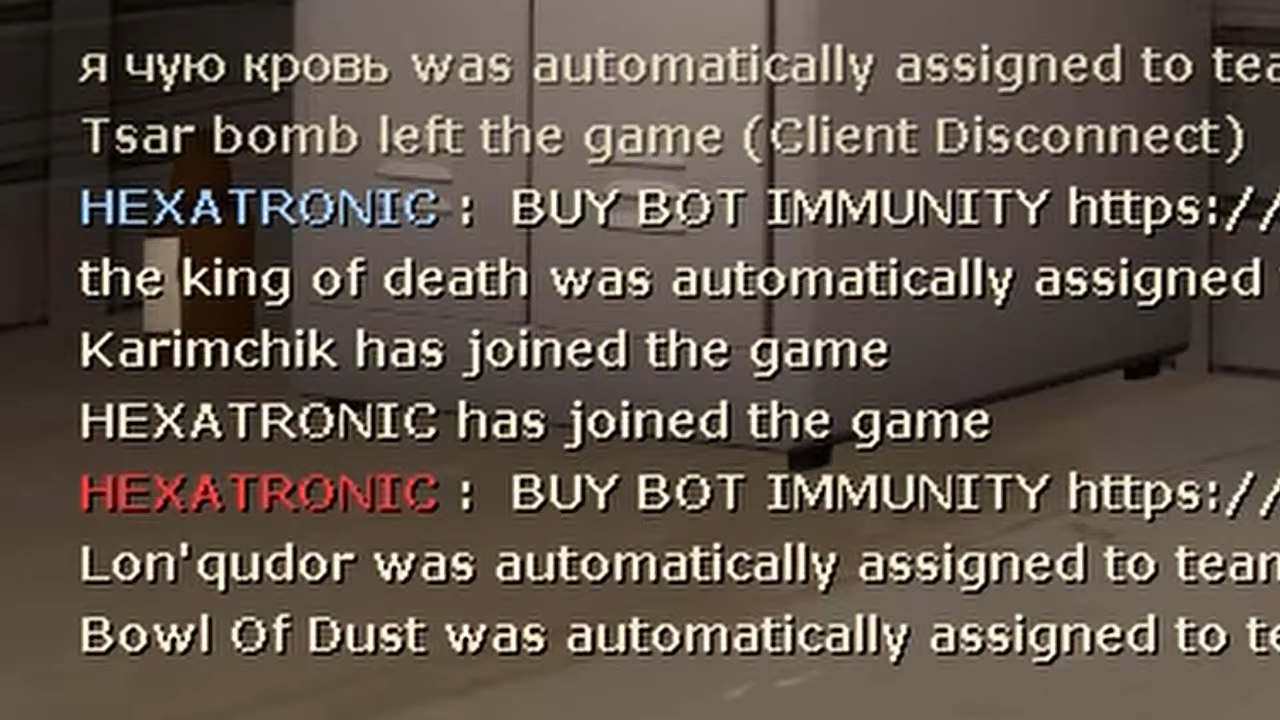 я чую кровь was automatically assigned to tea
Tsar bomb left the game (Client Disconnect)
HEXATRONIC :  BUY BOT IMMUNITY https://
the king of death was automatically assigned
Karimchik has joined the game
HEXATRONIC has joined the game
HEXATRONIC :  BUY BOT IMMUNITY https://
Lon'qudor was automatically assigned to tear
Bowl Of Dust was automatically assigned to te